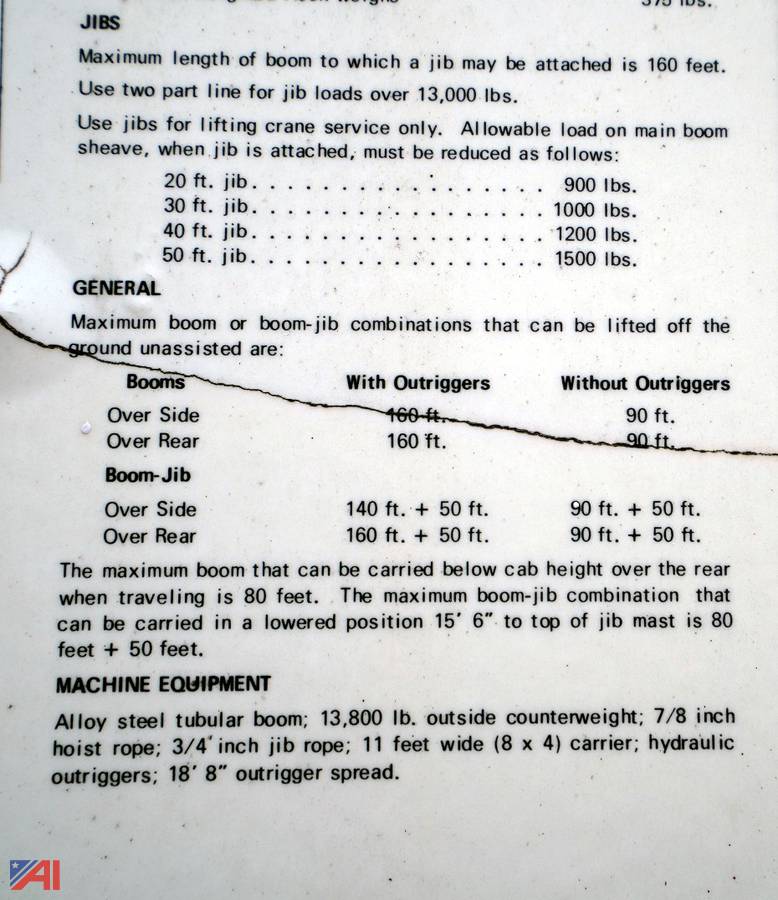 375 lbs.
JIBS
Maximum length of boom to which a jib may be attached is 160 feet.
Use two part line for jib loads over 13,000 lbs.
Use jibs for lifting crane service only. Allowable load on main boom
sheave, when jib is attached, must be reduced as follows:
20 ft. jib. . . . . . . . . . . . . . . . . . 900 lbs.
30 ft. jib. . . . . . . . . . . . . . . . . . 1000 lbs.
40 ft. jib. . . . . . . . . . . . . . . . . . 1200 lbs.
50 ft. jib. . . . . . . . . . . . . . . . . . 1500 lbs.
GENERAL
Maximum boom or boom-jib combinations that can be lifted off the
ground unassisted are:
Booms With Outriggers Without Outriggers
Over Side 160 ft. 90 ft.
Over Rear 160 ft. 90 ft.
Boom-Jib
Over Side 140 ft. + 50 ft. 90 ft. + 50 ft.
Over Rear 160 ft. + 50 ft. 90 ft. + 50 ft.
The maximum boom that can be carried below cab height over the rear
when traveling is 80 feet. The maximum boom-jib combination that
can be carried in a lowered position 15' 6" to top of jib mast is 80
feet + 50 feet.
MACHINE EQUIPMENT
Alloy steel tubular boom; 13,800 lb. outside counterweight; 7/8 inch
hoist rope; 3/4 inch jib rope; 11 feet wide (8 x 4) carrier; hydraulic
outriggers; 18' 8" outrigger spread.
AI